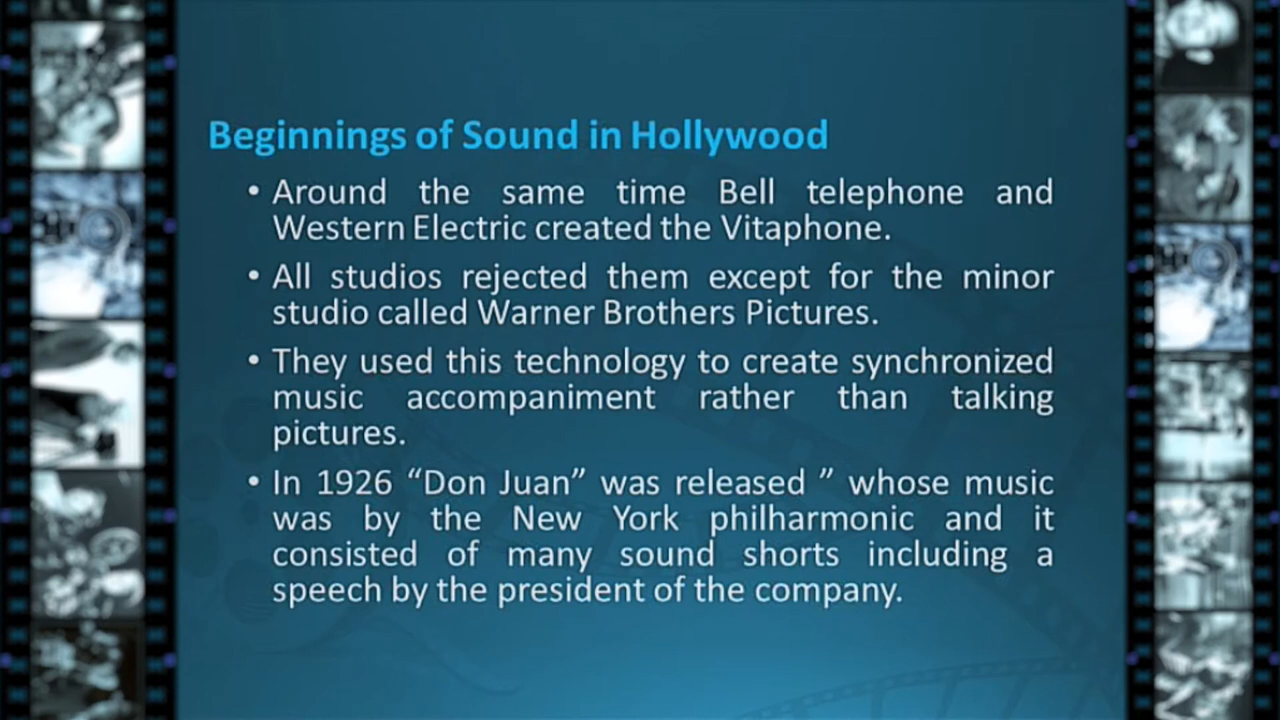 Beginnings of Sound in Hollywood
• Around the same time Bell telephone and
Western Electric created the Vitaphone.
• All studios rejected them except for the minor
studio called Warner Brothers Pictures.
• They used this technology to create synchronized
music accompaniment rather than talking
pictures.
• In 1926 “Don Juan” was released ” whose music
was by the New York philharmonic and it
consisted of many sound shorts including a
speech by the president of the company.